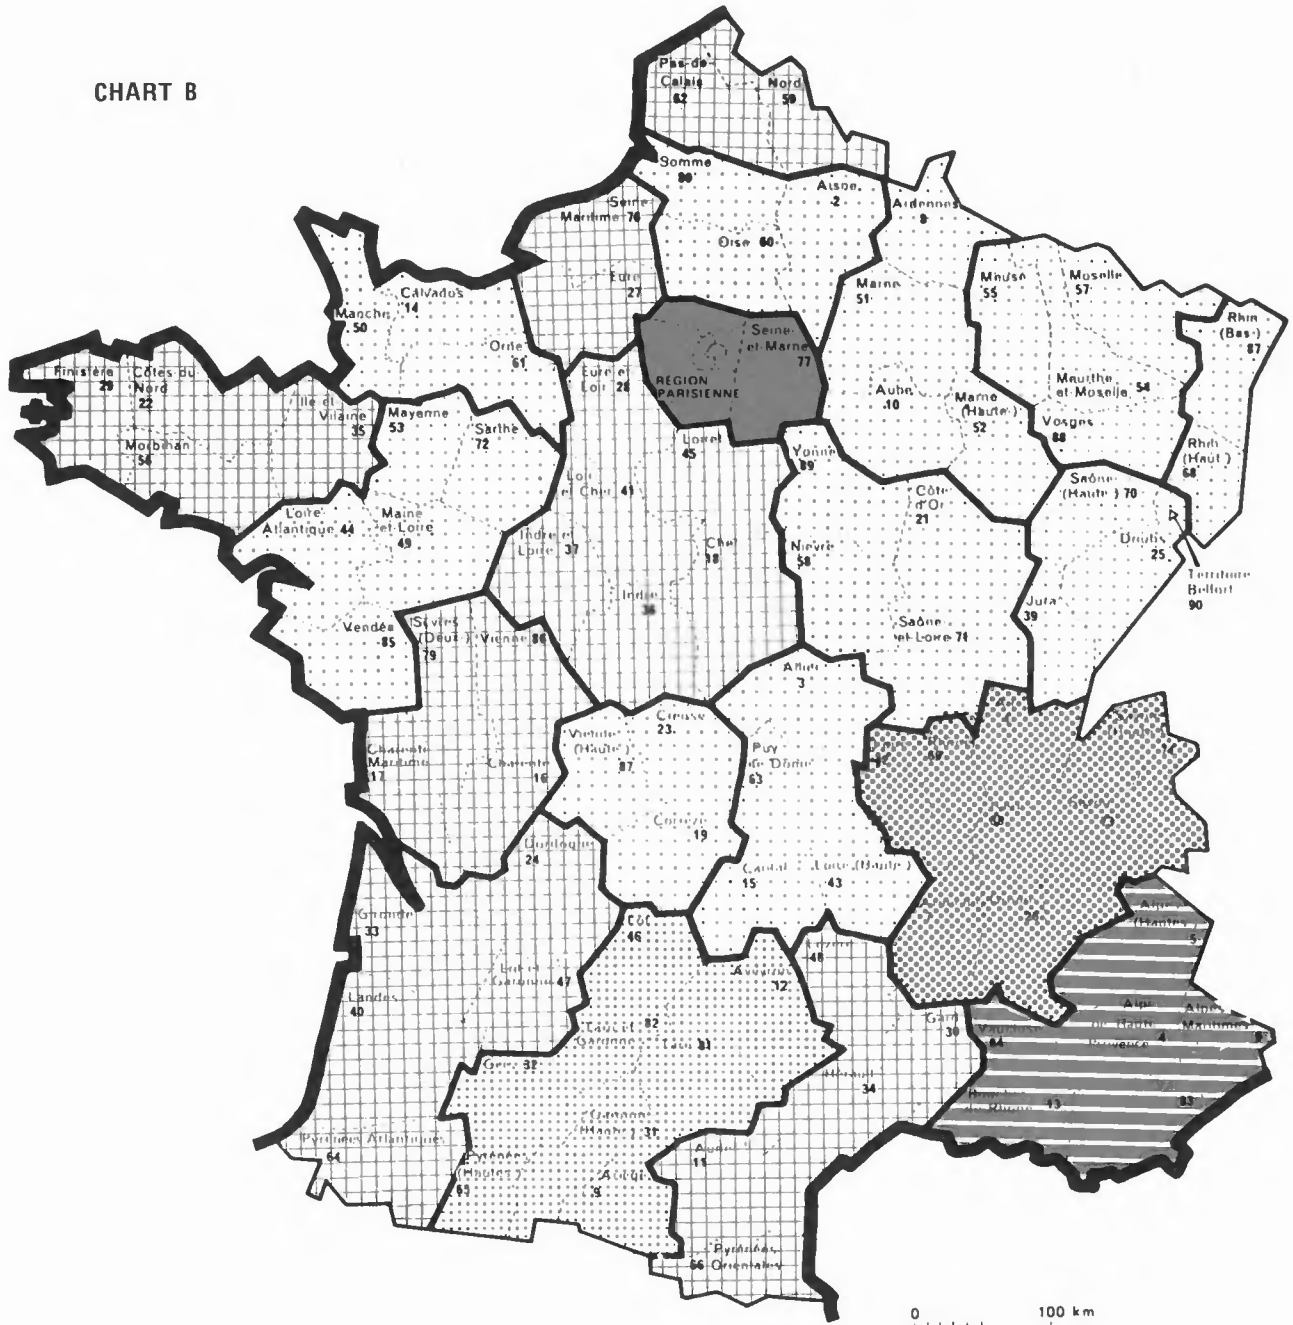 CHART B
Pas-de-
Calais
62
Nord
59
Somme
80
Aisne
2
Ardennes
8
Seine
Maritime 76
Oise 60
Eure
27
Marne
51
Meuse
55
Moselle
57
Rhin
(Bas-)
67
Calvados
14
Manche
50
Orne
61
Seine-
et-Marne
77
RÉGION
PARISIENNE
Eure et
Loir 28
Aube
10
Marne
(Haute)
52
Meurthe
et-Moselle
54
Vosges
88
Rhin
(Haut)
68
Finistère
29
Côtes-du
Nord
22
Ille et
Vilaine
35
Morbihan
56
Mayenne
53
Sarthe
72
Loiret
45
Yonne
89
Côte
d'Or
21
Saône
(Haute) 70
Doubs
25
Territoire
Belfort
90
Loire
Atlantique 44
Maine
et-Loire
49
Loir
et Cher 41
Indre et
Loire 37
Cher
18
Nièvre
58
Indre
36
Jura
39
Vendée
85
Sèvres
(Deux)
79
Vienne 86
Saône
et-Loire 71
Allier
3
Creuse
23
Vienne
(Haute)
87
Puy
de Dôme
63
Charente
Maritime
17
Charente
16
74
Corrèze
19
Dordogne
24
Cantal
15
Loire (Haute)
43
Gironde
33
Lot
46
Aveyron
12
Lozère
48
26
Alpes
(Hautes)
5
Landes
40
Lot et
Garonne 47
Tarn et
Garonne
82
Tarn 81
Gard
30
Vaucluse
84
Alpes
de Haute
Provence
4
Alpes
Maritimes
Gers 32
Hérault
34
Bouches
du-Rhône
13
Var
83
Garonne
(Haute) 31
Pyrénées Atlantiques
64
Pyrénées
(Hautes)
65
Ariège
9
Aude
11
Pyrénées
66 Orientales
0 100 km